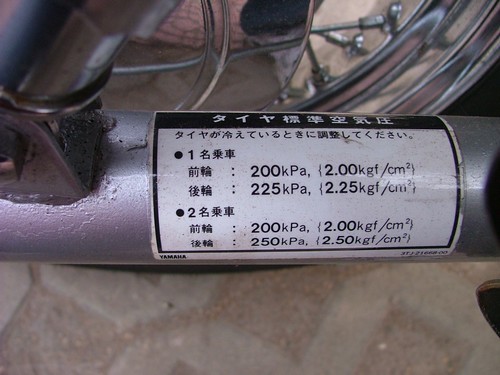 タイヤ標準空気圧
タイヤが冷えているときに調整してください。
●1名乗車
前輪 : 200kPa, {2.00kgf/cm²}
後輪 : 225kPa, {2.25kgf/cm²}
●2名乗車
前輪 : 200kPa, {2.00kgf/cm²}
後輪 : 250kPa, {2.50kgf/cm²}
YAMAHA